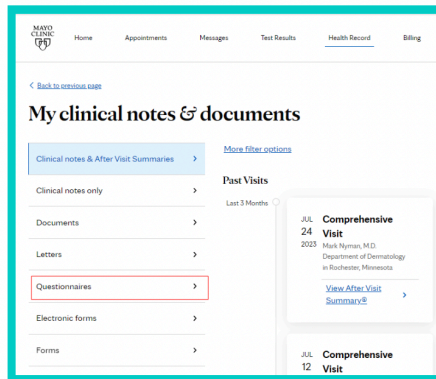 MAYO
CLINIC
Home Appointments Messages Test Results Health Record Billing
Back to previous page
My clinical notes & documents
Clinical notes & After Visit Summaries
Clinical notes only
Documents
Letters
Questionnaires
Electronic forms
Forms
More filter options
Past Visits
Last 3 Months
JUL
24
2023
Comprehensive
Visit
Mark Nyman, M.D.
Department of Dermatology
in Rochester, Minnesota
View After Visit
Summary®
JUL
12
Comprehensive
Visit